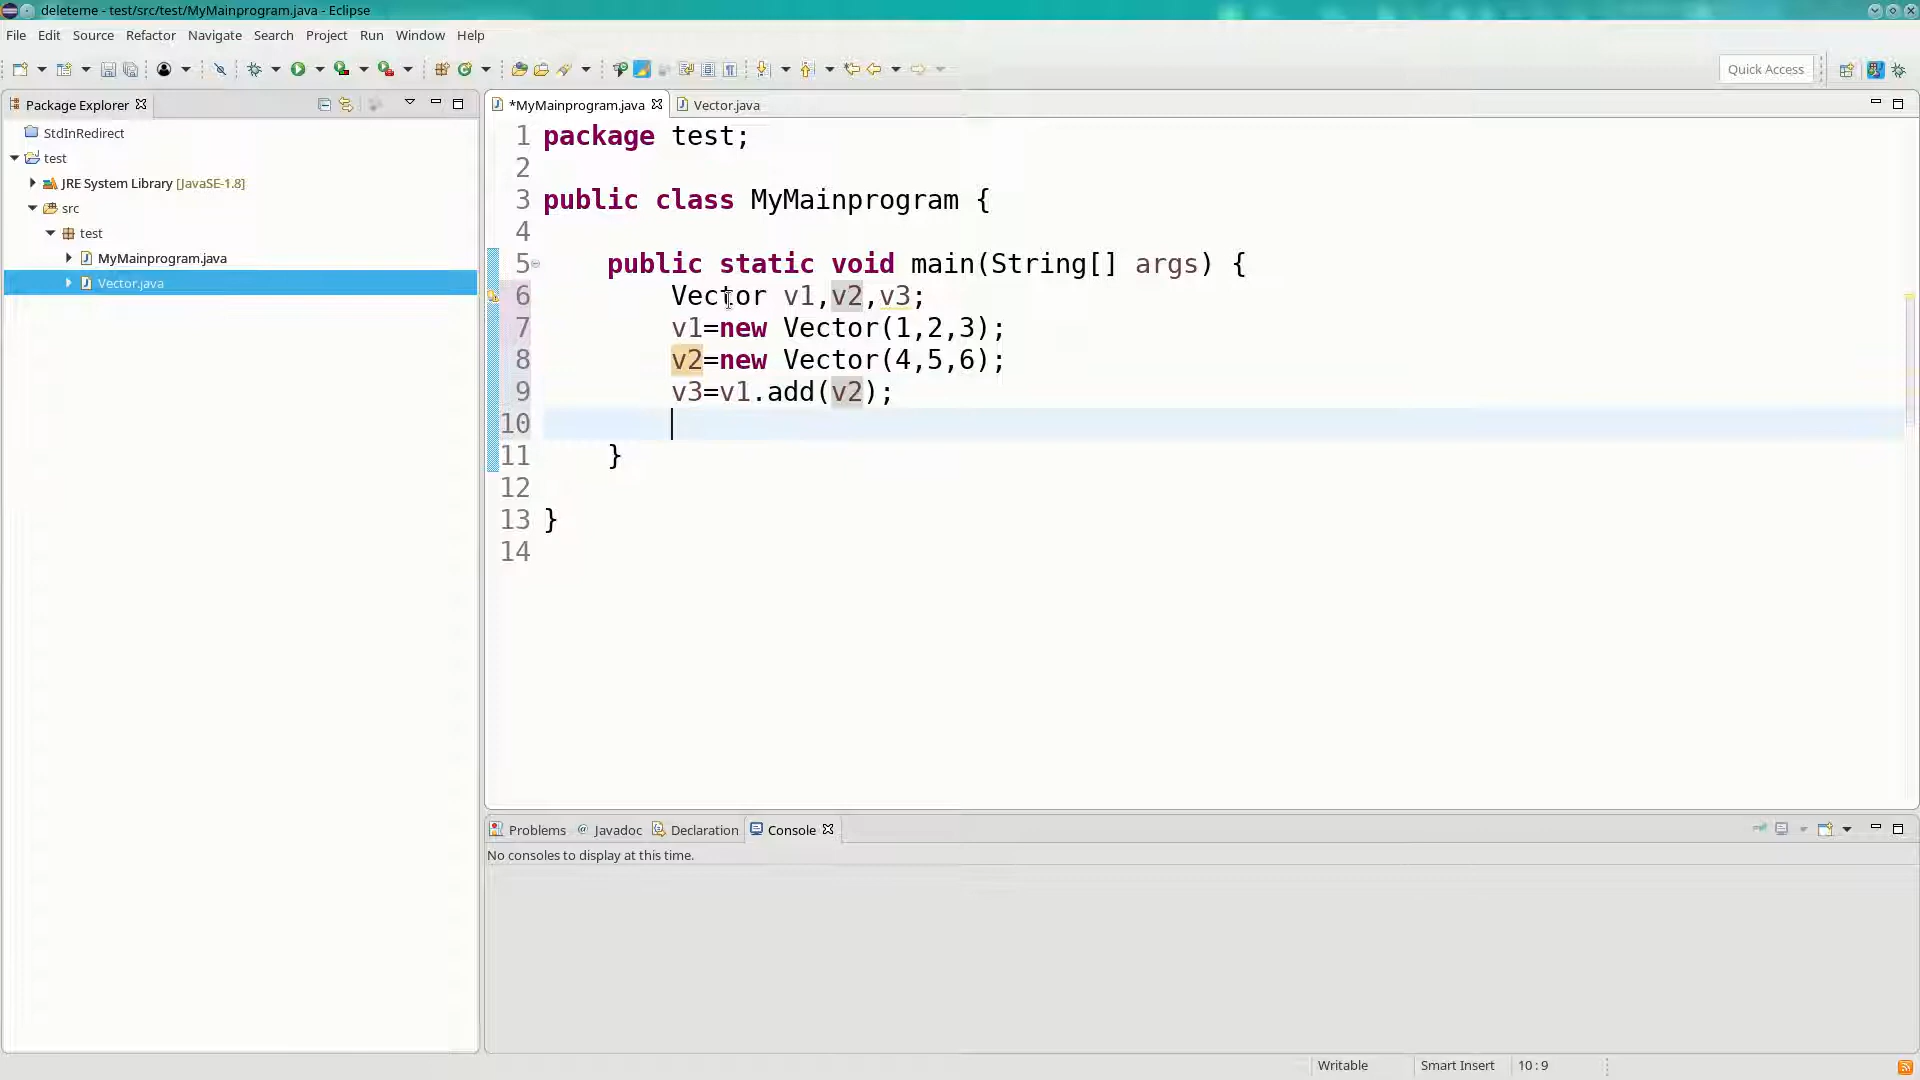 deleteme - test/src/test/MyMainprogram.java - Eclipse
File Edit Source Refactor Navigate Search Project Run Window Help
Quick Access
Package Explorer
StdInRedirect
test
JRE System Library [JavaSE-1.8]
src
test
MyMainprogram.java
Vector.java
*MyMainprogram.java Vector.java
1 package test;
2
3 public class MyMainprogram {
4
5 public static void main(String[] args) {
6 Vector v1,v2,v3;
7 v1=new Vector(1,2,3);
8 v2=new Vector(4,5,6);
9 v3=v1.add(v2);
10
11 }
12
13 }
14
Problems @ Javadoc Declaration Console
No consoles to display at this time.
Writable Smart Insert 10 : 9